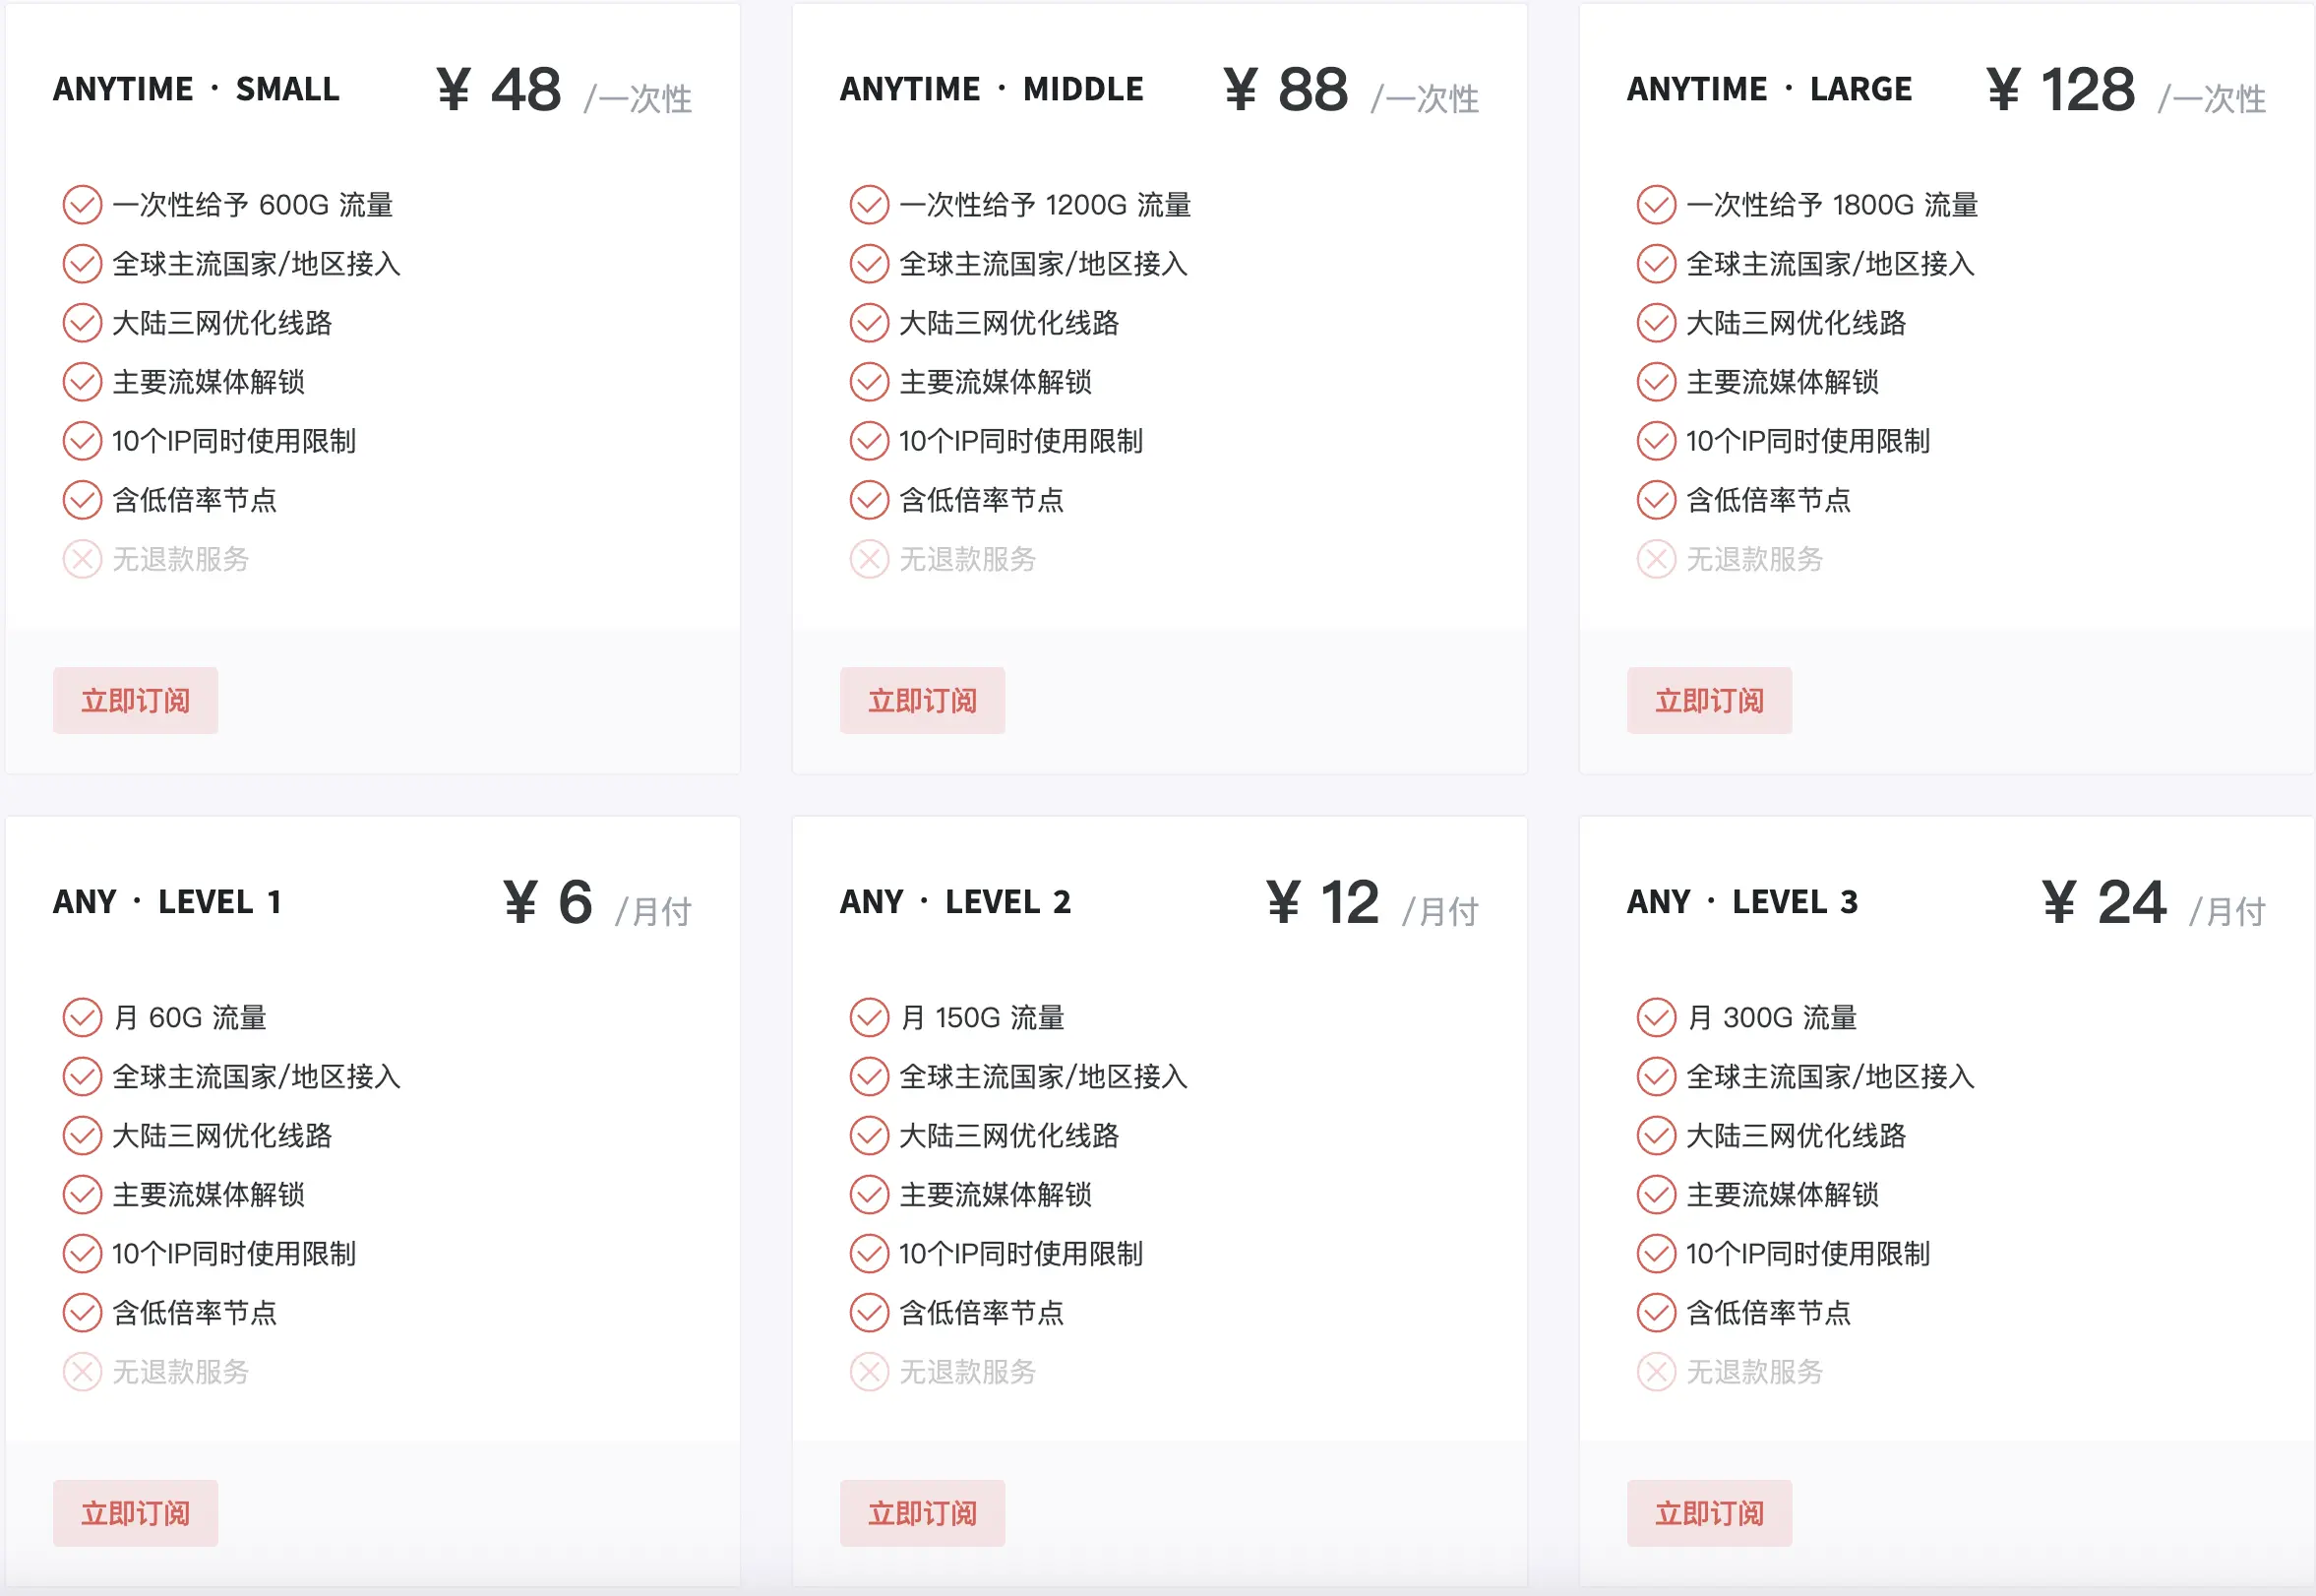 ANYTIME · SMALL ¥ 48 /一次性
一次性给予 600G 流量
全球主流国家/地区接入
大陆三网优化线路
主要流媒体解锁
10个IP同时使用限制
含低倍率节点
无退款服务
立即订阅
ANYTIME · MIDDLE ¥ 88 /一次性
一次性给予 1200G 流量
全球主流国家/地区接入
大陆三网优化线路
主要流媒体解锁
10个IP同时使用限制
含低倍率节点
无退款服务
立即订阅
ANYTIME · LARGE ¥ 128 /一次性
一次性给予 1800G 流量
全球主流国家/地区接入
大陆三网优化线路
主要流媒体解锁
10个IP同时使用限制
含低倍率节点
无退款服务
立即订阅
ANY · LEVEL 1 ¥ 6 /月付
月 60G 流量
全球主流国家/地区接入
大陆三网优化线路
主要流媒体解锁
10个IP同时使用限制
含低倍率节点
无退款服务
立即订阅
ANY · LEVEL 2 ¥ 12 /月付
月 150G 流量
全球主流国家/地区接入
大陆三网优化线路
主要流媒体解锁
10个IP同时使用限制
含低倍率节点
无退款服务
立即订阅
ANY · LEVEL 3 ¥ 24 /月付
月 300G 流量
全球主流国家/地区接入
大陆三网优化线路
主要流媒体解锁
10个IP同时使用限制
含低倍率节点
无退款服务
立即订阅